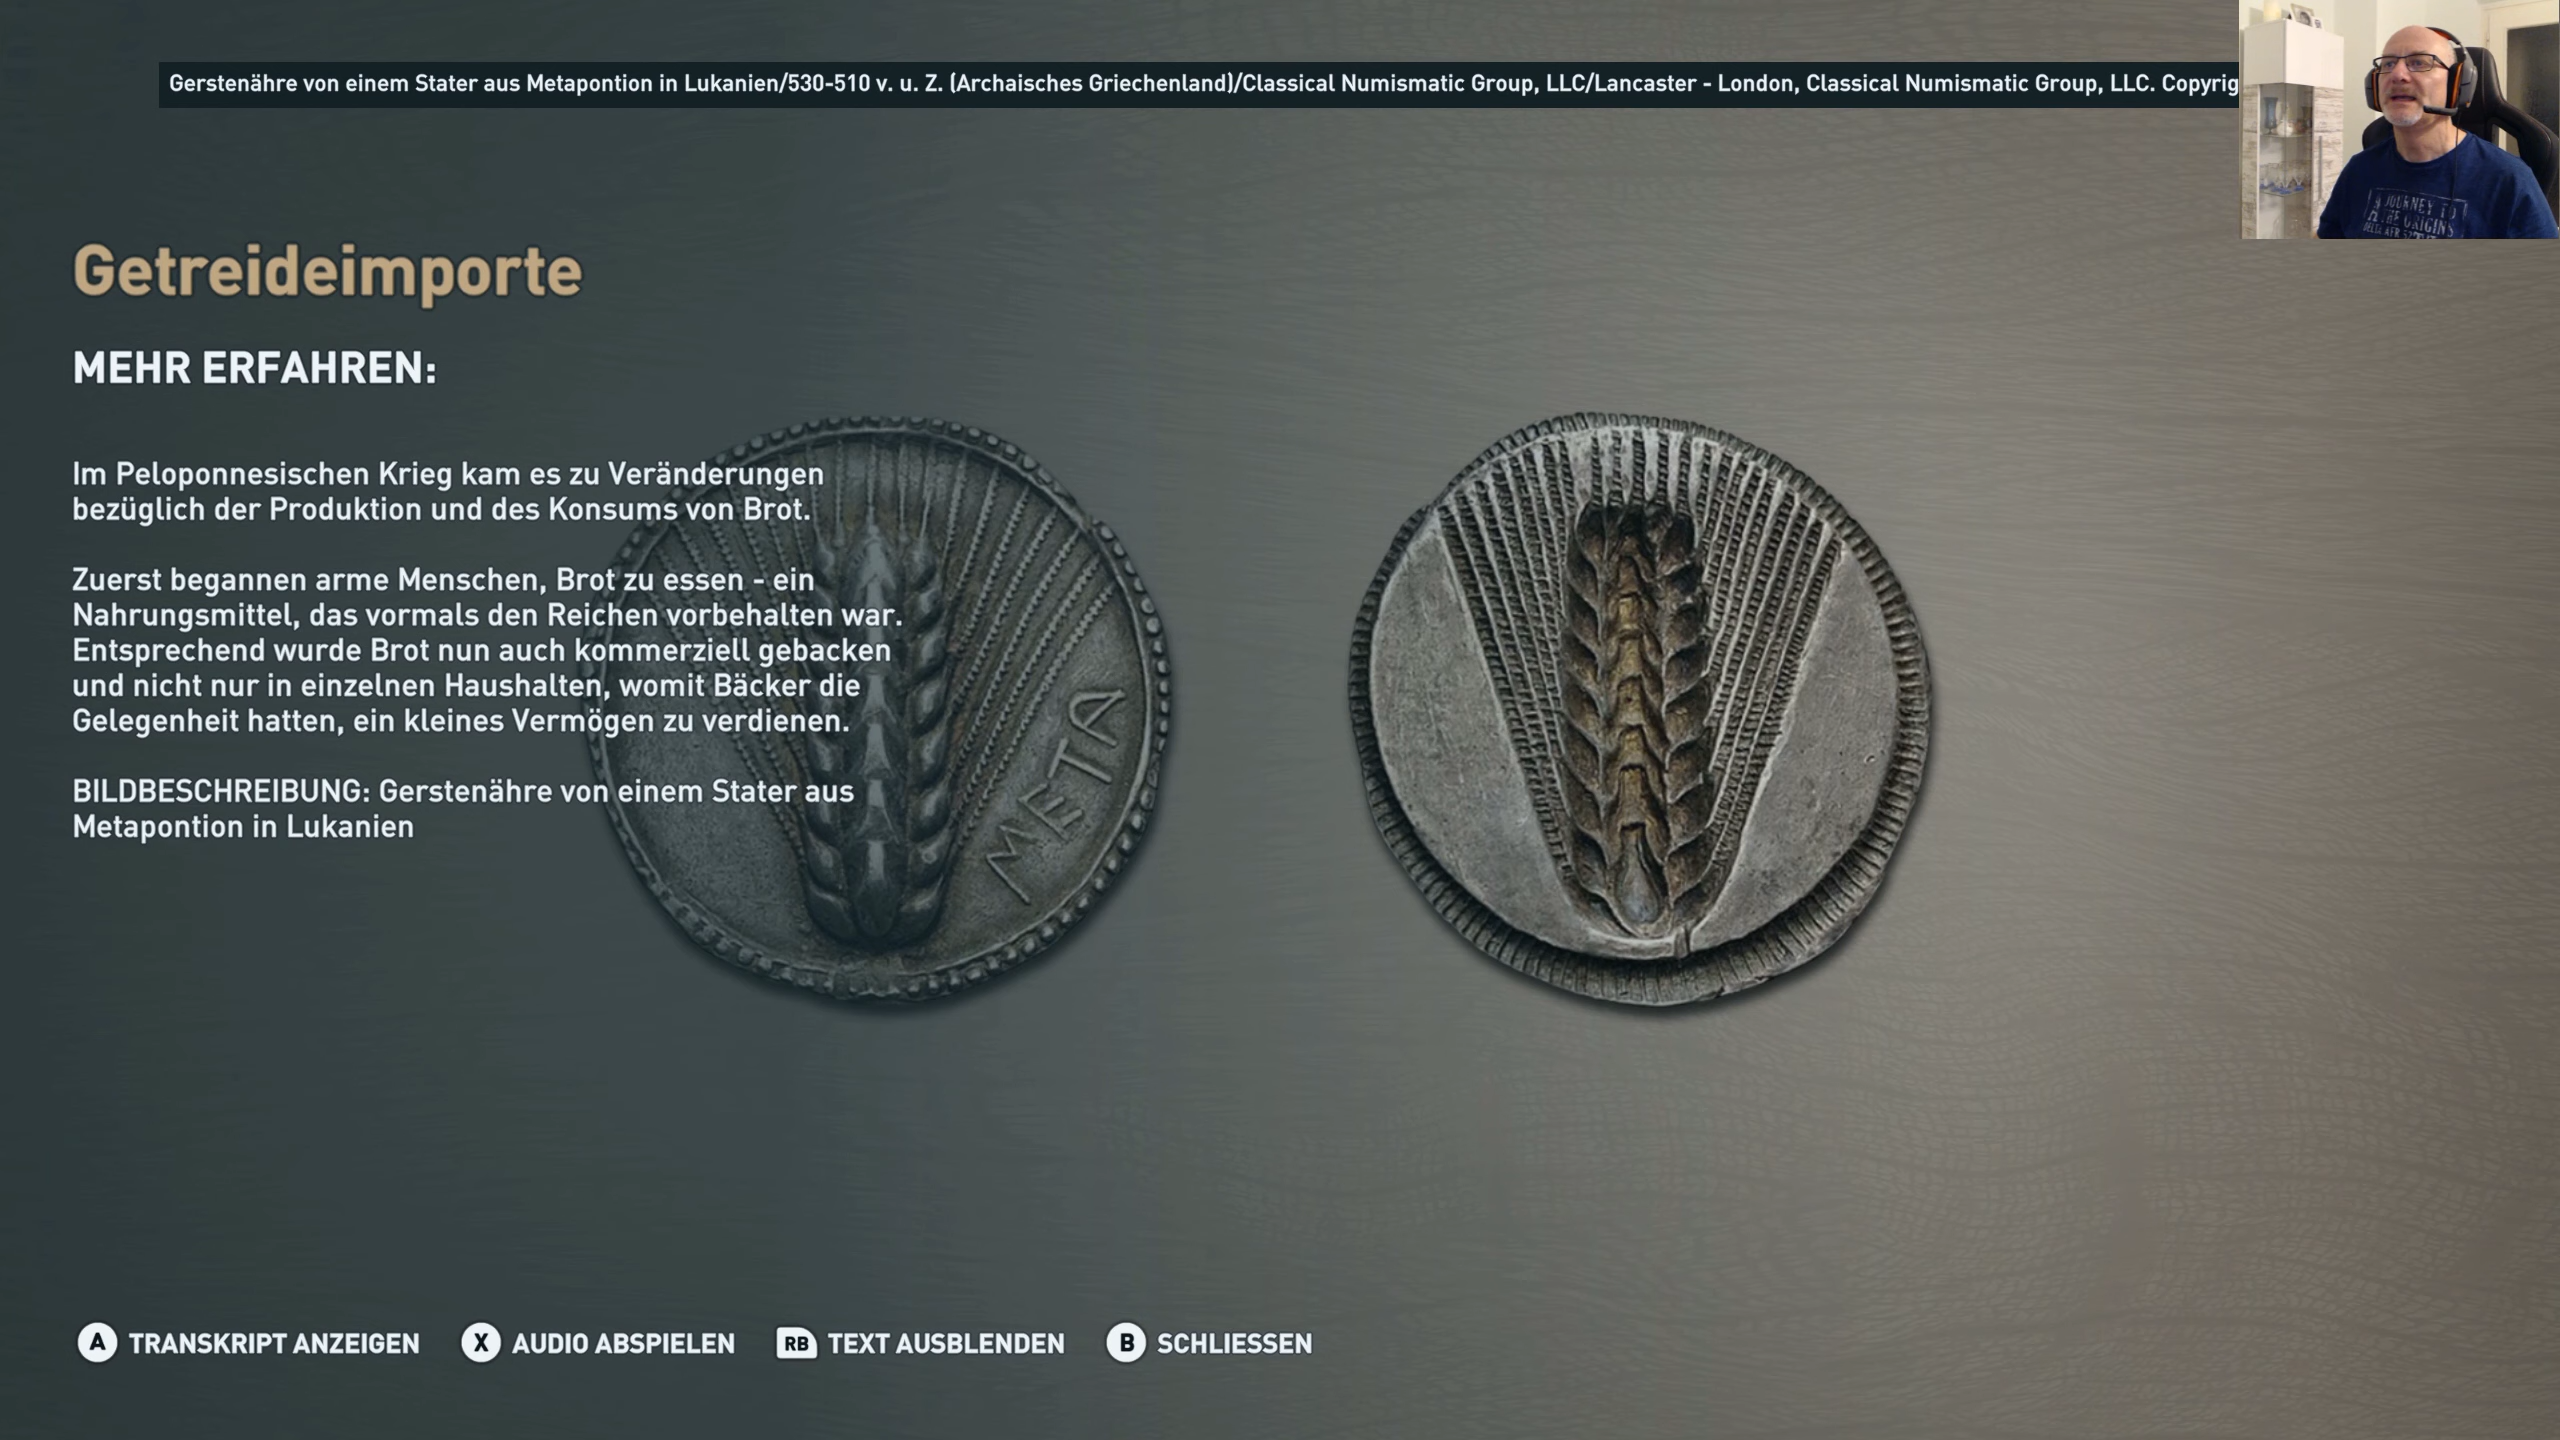 Gerstenähre von einem Stater aus Metapontion in Lukanien/530-510 v. u. Z. (Archaisches Griechenland)/Classical Numismatic Group, LLC/Lancaster - London, Classical Numismatic Group, LLC. Copyrig
A JOURNEY TO
THE ORIGINS
Getreideimporte
MEHR ERFAHREN:
Im Peloponnesischen Krieg kam es zu Veränderungen
bezüglich der Produktion und des Konsums von Brot.
Zuerst begannen arme Menschen, Brot zu essen - ein
Nahrungsmittel, das vormals den Reichen vorbehalten war.
Entsprechend wurde Brot nun auch kommerziell gebacken
und nicht nur in einzelnen Haushalten, womit Bäcker die
Gelegenheit hatten, ein kleines Vermögen zu verdienen.
BILDBESCHREIBUNG: Gerstenähre von einem Stater aus
Metapontion in Lukanien
META
A TRANSKRIPT ANZEIGEN X AUDIO ABSPIELEN RB TEXT AUSBLENDEN B SCHLIESSEN